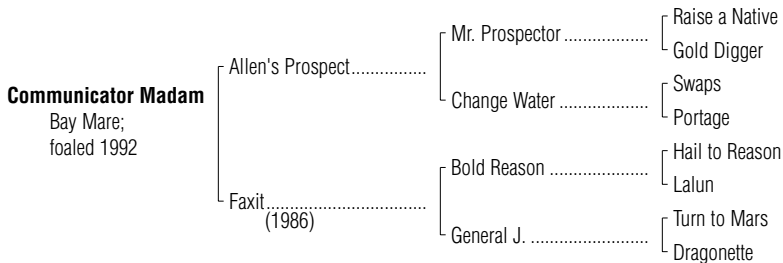 Communicator Madam
Bay Mare;
foaled 1992
Allen's Prospect................
Faxit..................................
(1986)
Mr. Prospector ..................
Change Water ...................
Bold Reason .....................
General J. .........................
Raise a Native
Gold Digger
Swaps
Portage
Hail to Reason
Lalun
Turn to Mars
Dragonette